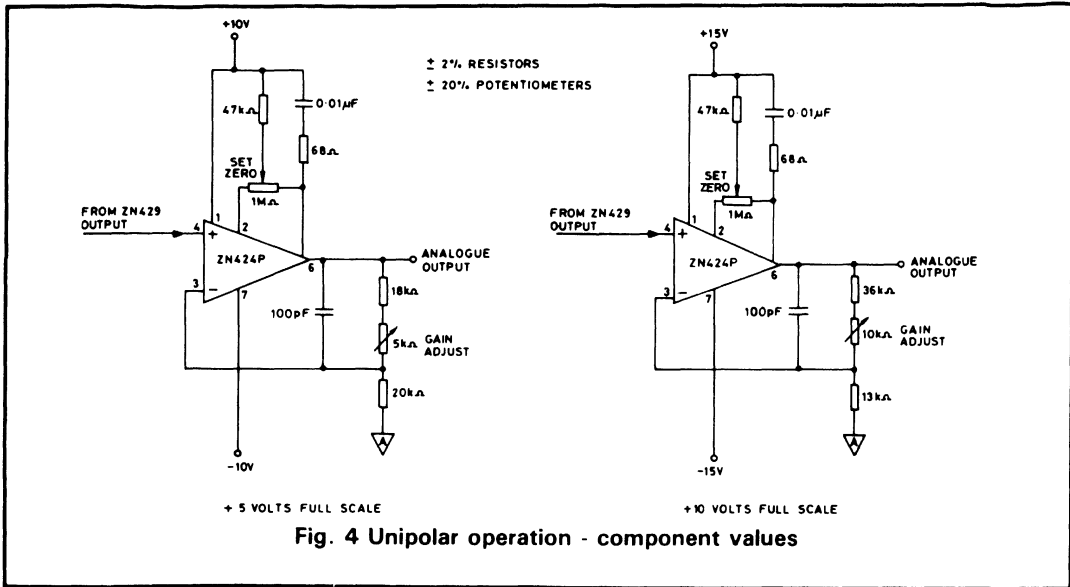 +10V
± 2% RESISTORS
± 20% POTENTIOMETERS
47kΩ
0·01µF
68Ω
SET
ZERO
1MΩ
FROM ZN429
OUTPUT
1
2
4
+
ZN424P
6
ANALOGUE
OUTPUT
3
−
7
18kΩ
100pF
5kΩ
GAIN
ADJUST
20kΩ
A
−10V
+ 5 VOLTS FULL SCALE
+15V
47kΩ
0·01µF
68Ω
SET
ZERO
1MΩ
FROM ZN429
OUTPUT
1
2
4
+
ZN424P
6
ANALOGUE
OUTPUT
3
−
7
36kΩ
100pF
10kΩ
GAIN
ADJUST
13kΩ
A
−15V
+10 VOLTS FULL SCALE
Fig. 4 Unipolar operation - component values